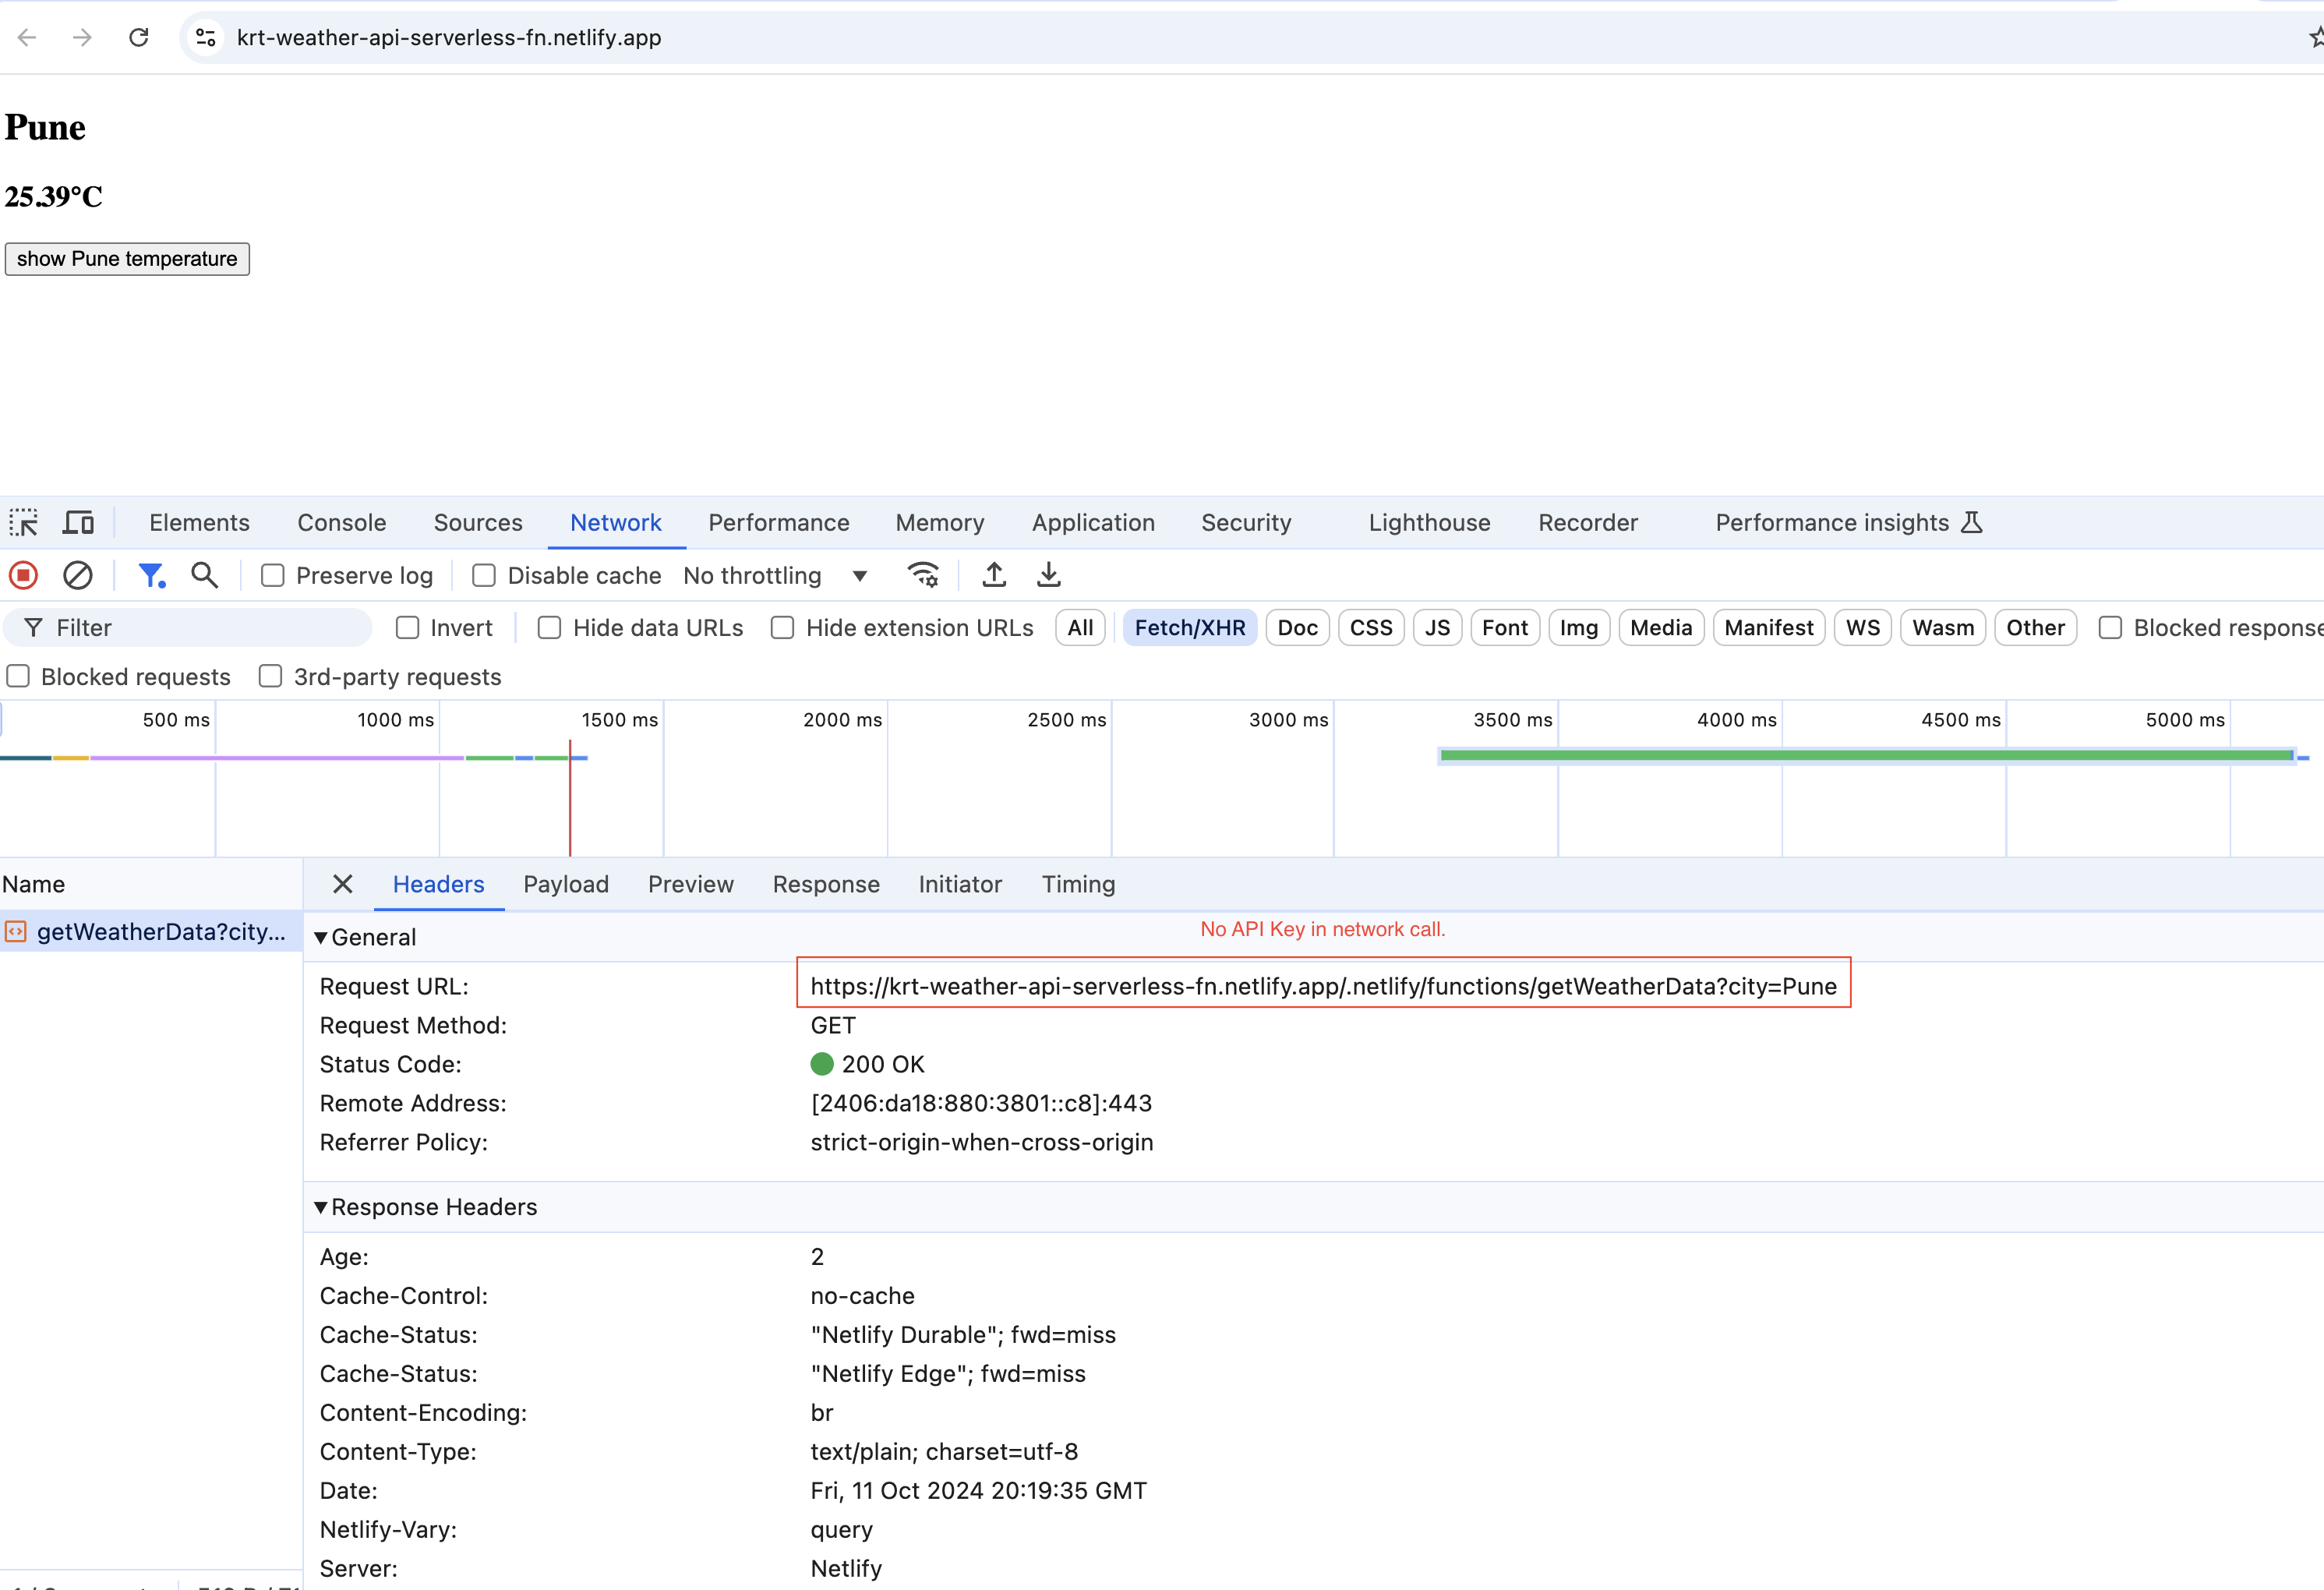 krt-weather-api-serverless-fn.netlify.app
Pune
25.39°C
show Pune temperature
Elements Console Sources Network Performance Memory Application Security Lighthouse Recorder Performance insights
Preserve log Disable cache No throttling
Filter Invert Hide data URLs Hide extension URLs All Fetch/XHR Doc CSS JS Font Img Media Manifest WS Wasm Other Blocked response
Blocked requests 3rd-party requests
500 ms 1000 ms 1500 ms 2000 ms 2500 ms 3000 ms 3500 ms 4000 ms 4500 ms 5000 ms
Name Headers Payload Preview Response Initiator Timing
getWeatherData?city...
No API Key in network call.
General
Request URL: https://krt-weather-api-serverless-fn.netlify.app/.netlify/functions/getWeatherData?city=Pune
Request Method: GET
Status Code: 200 OK
Remote Address: [2406:da18:880:3801::c8]:443
Referrer Policy: strict-origin-when-cross-origin
Response Headers
Age: 2
Cache-Control: no-cache
Cache-Status: "Netlify Durable"; fwd=miss
Cache-Status: "Netlify Edge"; fwd=miss
Content-Encoding: br
Content-Type: text/plain; charset=utf-8
Date: Fri, 11 Oct 2024 20:19:35 GMT
Netlify-Vary: query
Server: Netlify